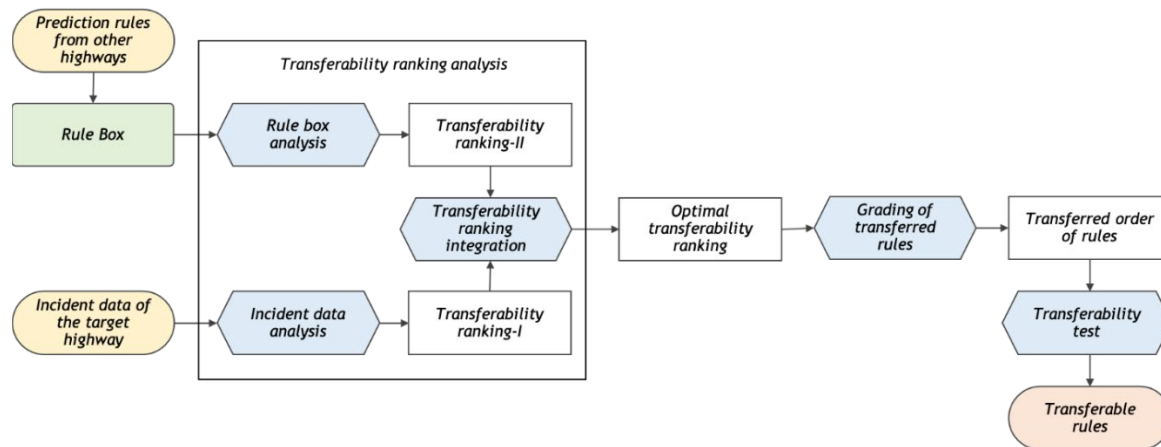 Prediction rules
from other
highways
Transferability ranking analysis
Rule Box
Rule box
analysis
Transferability
ranking-II
Transferability
ranking
integration
Optimal
transferability
ranking
Grading of
transferred
rules
Transferred order
of rules
Incident data of
the target
highway
Incident data
analysis
Transferability
ranking-I
Transferability
test
Transferable
rules